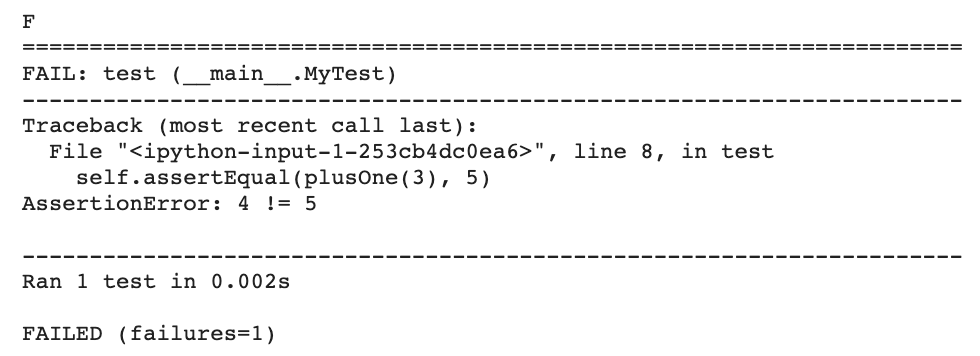 F
======================================================================
FAIL: test (__main__.MyTest)
----------------------------------------------------------------------
Traceback (most recent call last):
  File "<ipython-input-1-253cb4dc0ea6>", line 8, in test
    self.assertEqual(plusOne(3), 5)
AssertionError: 4 != 5

----------------------------------------------------------------------
Ran 1 test in 0.002s

FAILED (failures=1)